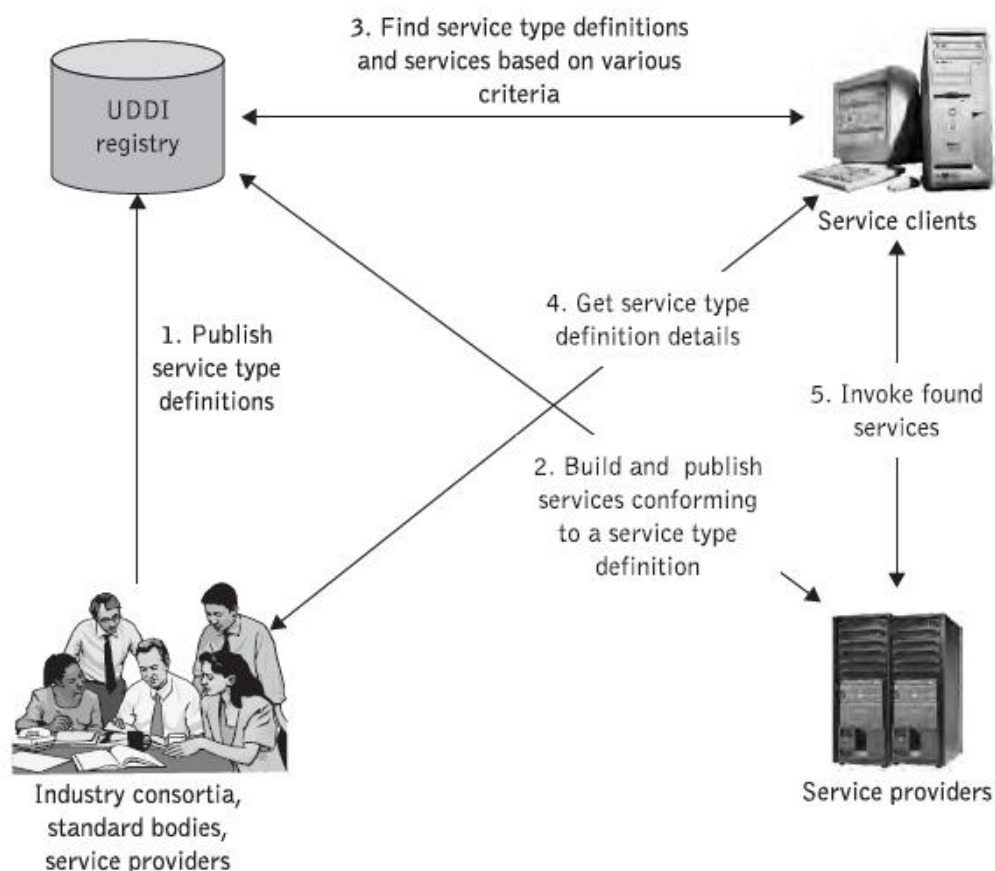 3. Find service type definitions
and services based on various
criteria
UDDI
registry
Service clients
4. Get service type
definition details
1. Publish
service type
definitions
5. Invoke found
services
2. Build and publish
services conforming
to a service type
definition
Industry consortia,
standard bodies,
service providers
Service providers